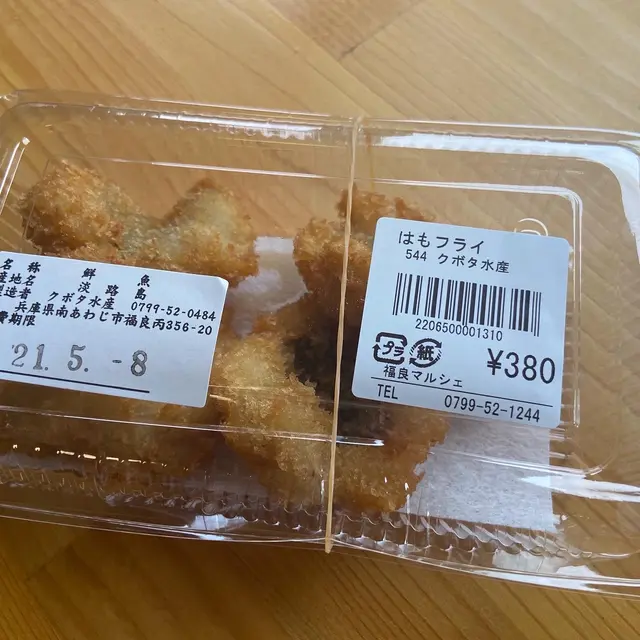 名称 鮮魚
産地名 淡路島
製造者 クボタ水産 0799-52-0484
兵庫県南あわじ市福良丙356-20
費期限
'21.5.-8
はもフライ
544 クボタ水産
2206500001310
プラ 紙 ¥380
福良マルシェ
TEL 0799-52-1244